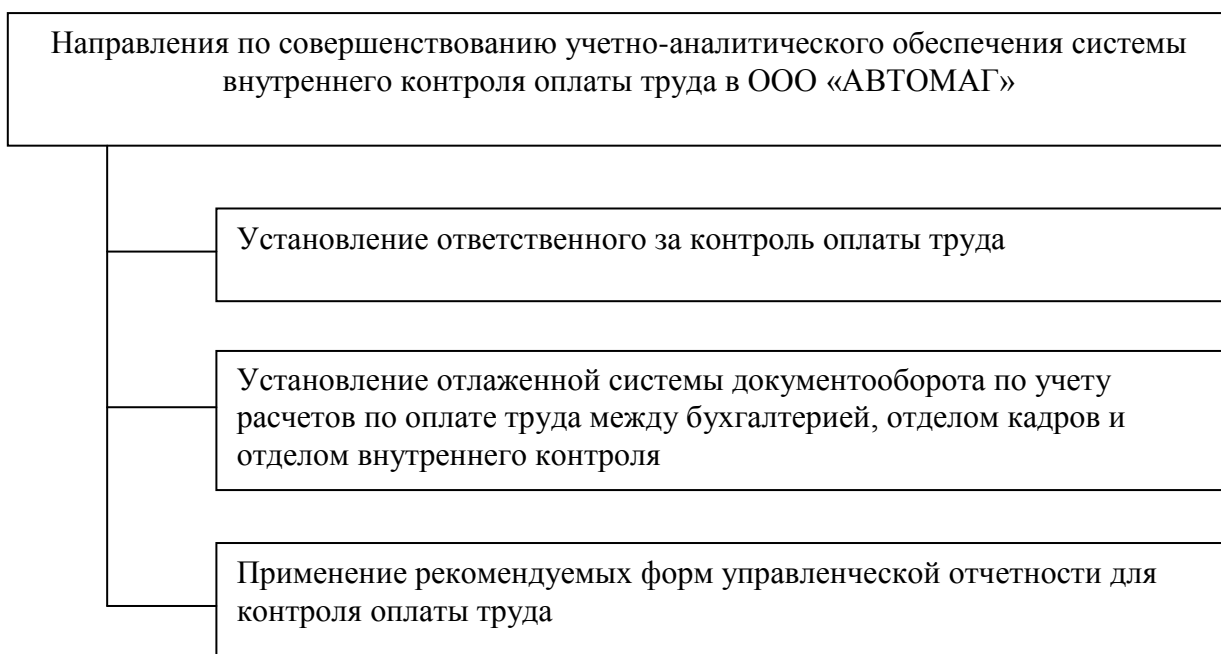 Направления по совершенствованию учетно-аналитического обеспечения системы
внутреннего контроля оплаты труда в ООО «АВТОМАГ»
Установление ответственного за контроль оплаты труда
Установление отлаженной системы документооборота по учету
расчетов по оплате труда между бухгалтерией, отделом кадров и
отделом внутреннего контроля
Применение рекомендуемых форм управленческой отчетности для
контроля оплаты труда